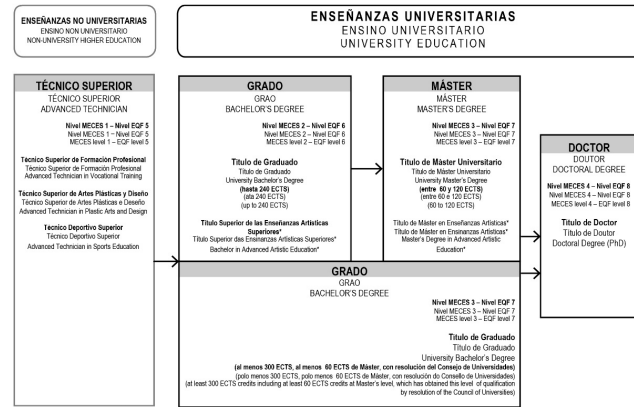 ENSEÑANZAS NO UNIVERSITARIAS
ENSINO NON UNIVERSITARIO
NON-UNIVERSITY HIGHER EDUCATION
ENSEÑANZAS UNIVERSITARIAS
ENSINO UNIVERSITARIO
UNIVERSITY EDUCATION
TÉCNICO SUPERIOR
TÉCNICO SUPERIOR
ADVANCED TECHNICIAN
Nivel MECES 1 – Nivel EQF 5
Nivel MECES 1 – Nivel EQF 5
MECES level 1 – EQF level 5
Técnico Superior de Formación Profesional
Técnico Superior de Formación Profesional
Advanced Technician in Vocational Training
Técnico Superior de Artes Plásticas y Diseño
Técnico Superior de Artes Plásticas e Deseño
Advanced Technician in Plastic Arts and Design
Técnico Deportivo Superior
Técnico Deportivo Superior
Advanced Technician in Sports Education
GRADO
GRAO
BACHELOR'S DEGREE
Nivel MECES 2 – Nivel EQF 6
Nivel MECES 2 – Nivel EQF 6
MECES level 2 – EQF level 6
Título de Graduado
Título de Graduado
University Bachelor's Degree
(hasta 240 ECTS)
(ata 240 ECTS)
(up to 240 ECTS)
Título Superior de las Enseñanzas Artísticas
Superiores*
Título Superior das Ensinanzas Artísticas Superiores*
Bachelor in Advanced Artistic Education*
MÁSTER
MÁSTER
MASTER'S DEGREE
Nivel MECES 3 – Nivel EQF 7
Nivel MECES 3 – Nivel EQF 7
MECES level 3 – EQF level 7
Título de Máster Universitario
Título de Máster Universitario
University Master's Degree
(entre 60 y 120 ECTS)
(entre 60 e 120 ECTS)
(60 to 120 ECTS)
Título de Máster en Enseñanzas Artísticas*
Título de Máster en Ensinanzas Artísticas*
Master's Degree in Advanced Artistic
Education*
DOCTOR
DOUTOR
DOCTORAL DEGREE
Nivel MECES 4 – Nivel EQF 8
Nivel MECES 4 – Nivel EQF 8
MECES level 4 – EQF level 8
Título de Doctor
Título de Doutor
Doctoral Degree (PhD)
GRADO
GRAO
BACHELOR'S DEGREE
Nivel MECES 3 – Nivel EQF 7
Nivel MECES 3 – Nivel EQF 7
MECES level 3 – EQF level 7
Título de Graduado
Título de Graduado
University Bachelor's Degree
(al menos 300 ECTS, al menos 60 ECTS de Máster, con resolución del Consejo de Universidades)
(polo menos 300 ECTS, polo menos 60 ECTS de Máster, con resolución do Consello de Universidades)
(at least 300 ECTS credits including at least 60 ECTS credits at Master's level, which has obtained this level of qualification
by resolution of the Council of Universities)